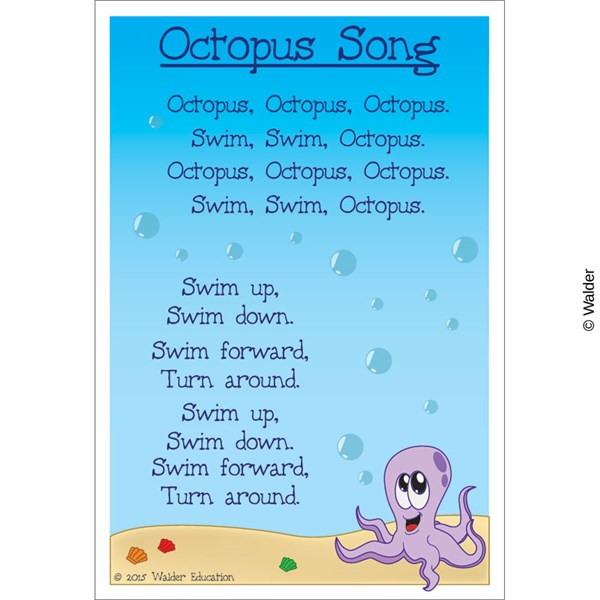 Octopus Song
Octopus, Octopus, Octopus.
Swim, Swim, Octopus.
Octopus, Octopus, Octopus.
Swim, Swim, Octopus.
Swim up,
Swim down.
Swim forward,
Turn around.
Swim up,
Swim down.
Swim forward,
Turn around.
© 2015 Walder Education
© Walder